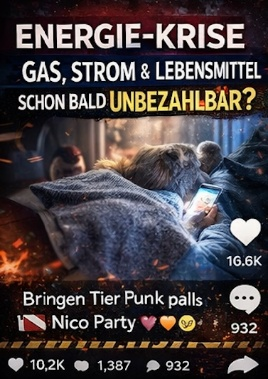 ENERGIE-KRISE
GAS, STROM & LEBENSMITTEL
SCHON BALD UNBEZAHLBAR?
16.6K
Bringen Tier Punk palls
Nico Party
932
10,2K 1,387 932